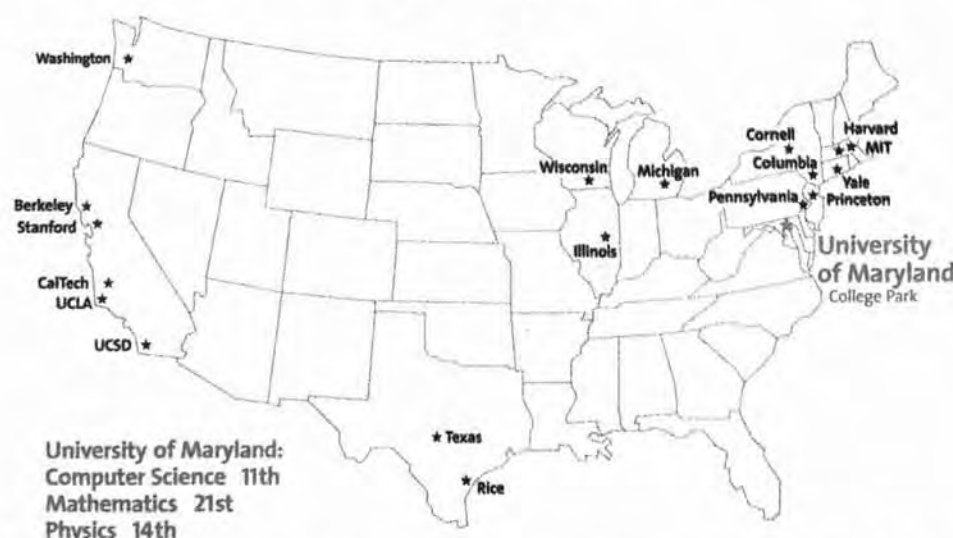 Washington
Cornell
Harvard
MIT
Columbia
Wisconsin
Michigan
Yale
Pennsylvania
Princeton
Berkeley
Stanford
Illinois
University
of Maryland
College Park
CalTech
UCLA
UCSD
Texas
Rice
University of Maryland:
Computer Science 11th
Mathematics 21st
Physics 14th